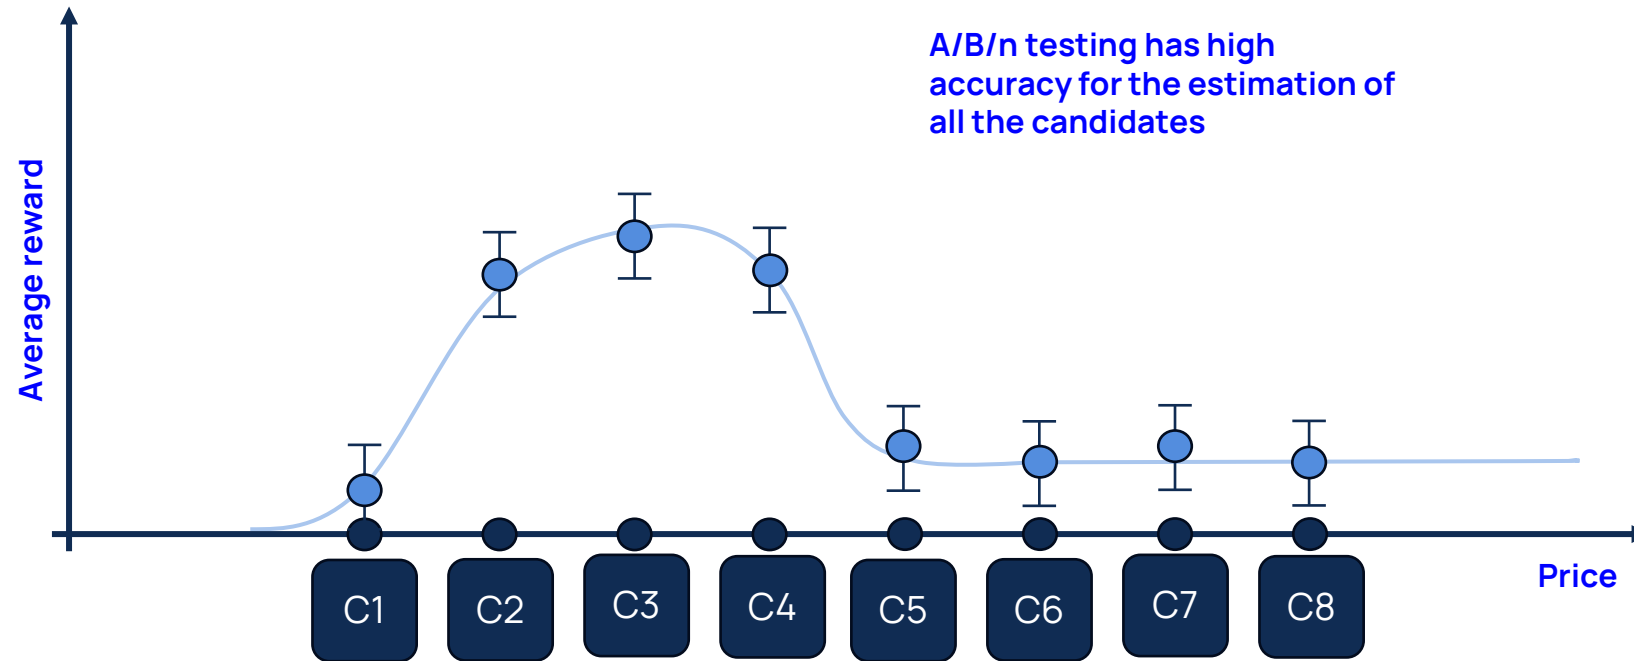 A/B/n testing has high
accuracy for the estimation of
all the candidates
Average reward
Price
C1
C2
C3
C4
C5
C6
C7
C8